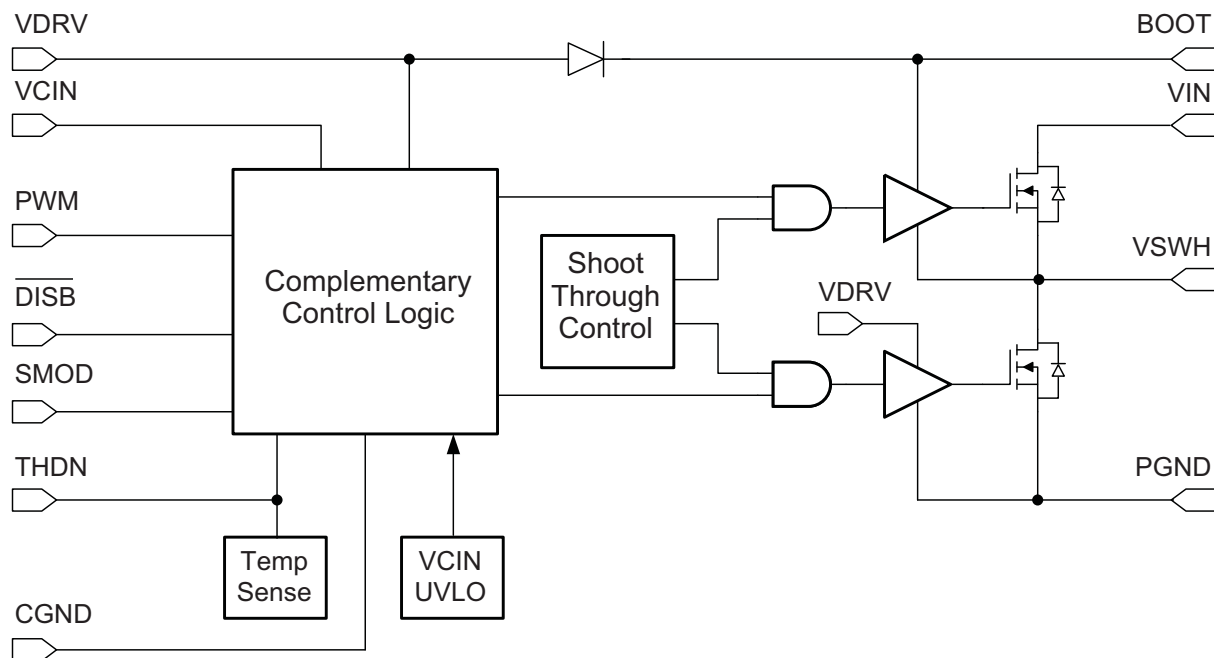 VDRV
BOOT
VCIN
VIN
PWM
Complementary
Control Logic
Shoot
Through
Control
VSWH
DISB
VDRV
SMOD
THDN
PGND
Temp
Sense
VCIN
UVLO
CGND